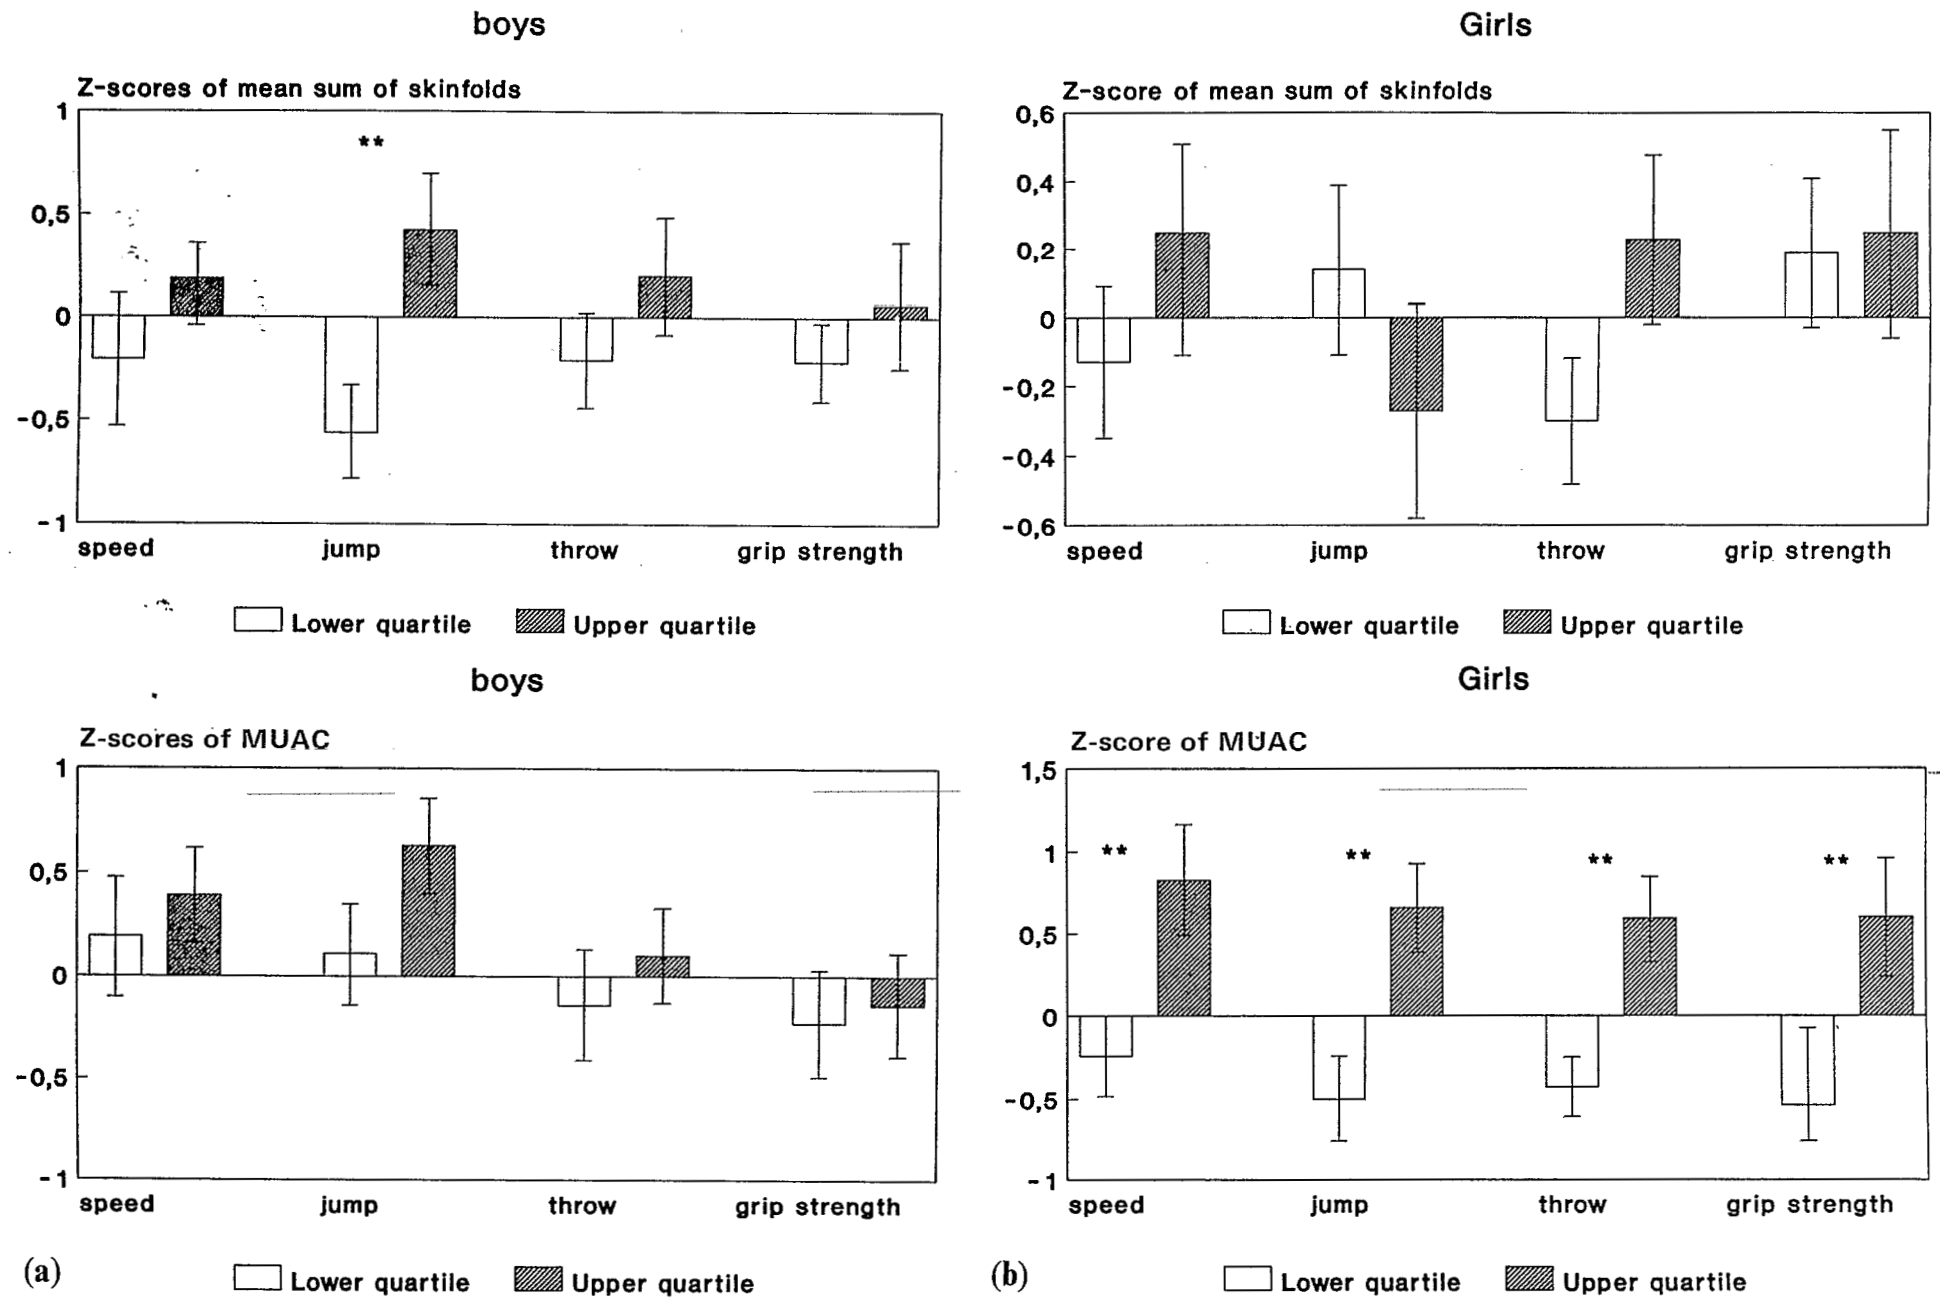 boys
Z-scores of mean sum of skinfolds
**
1
0,5
0
-0,5
-1
speed jump throw grip strength
Lower quartile Upper quartile
Girls
Z-score of mean sum of skinfolds
0,6
0,4
0,2
0
-0,2
-0,4
-0,6
speed jump throw grip strength
Lower quartile Upper quartile
boys
Z-scores of MUAC
1
0,5
0
-0,5
-1
speed jump throw grip strength
(a) Lower quartile Upper quartile
Girls
Z-score of MUAC
1,5
** ** ** **
1
0,5
0
-0,5
-1
speed jump throw grip strength
(b) Lower quartile Upper quartile